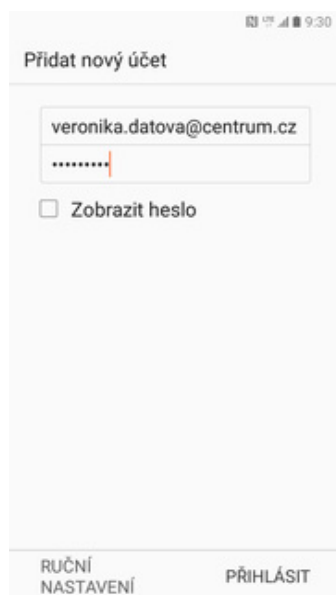 9:30
Přidat nový účet
veronika.datova@centrum.cz
•••••••••
Zobrazit heslo
RUČNÍ
NASTAVENÍ
PŘIHLÁSIT